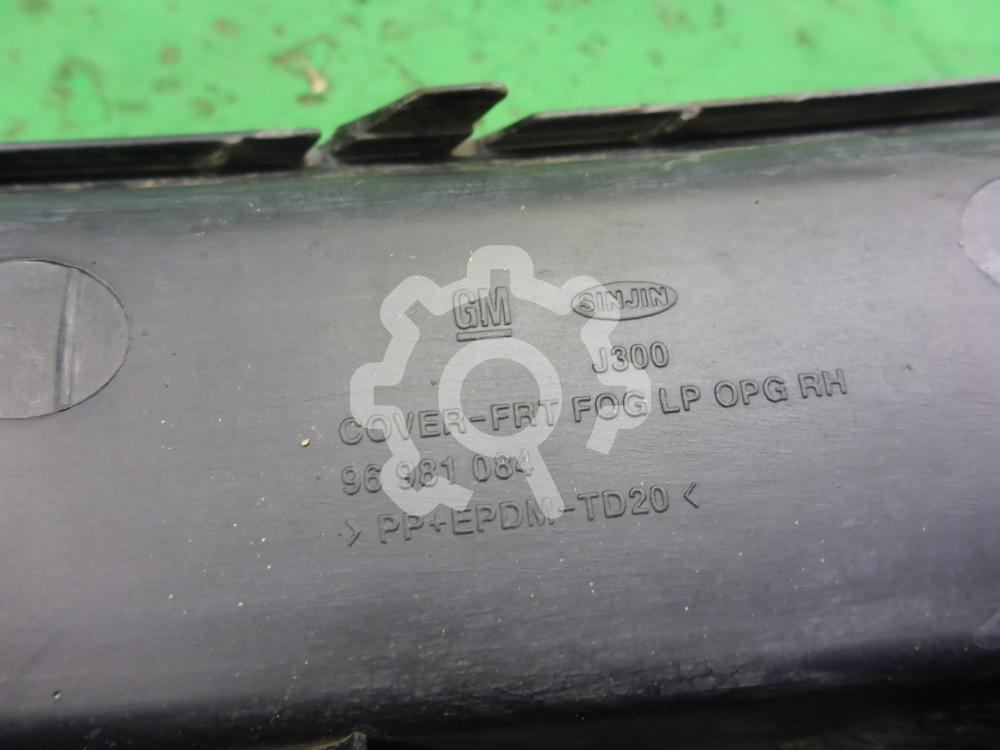 GM SINJIN
J300
COVER-FRT FOG LP OPG RH
96 981 084
> PP+EPDM-TD20 <